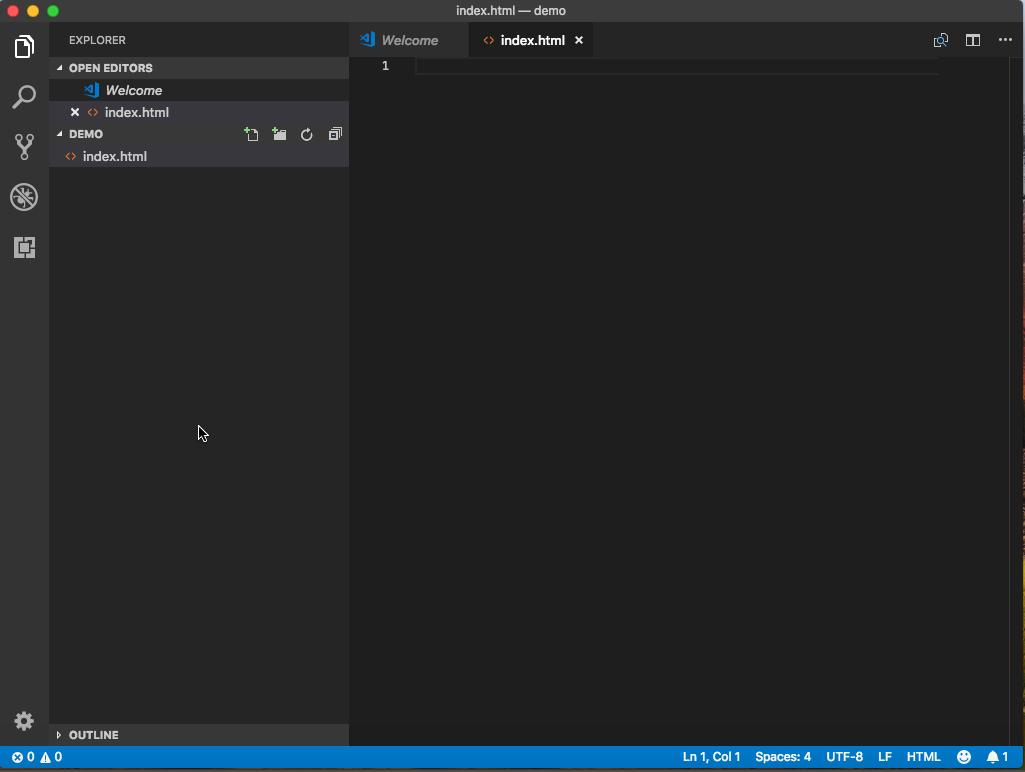 index.html — demo
EXPLORER
Welcome
index.html
OPEN EDITORS
Welcome
index.html
DEMO
index.html
1
OUTLINE
0 0
Ln 1, Col 1 Spaces: 4 UTF-8 LF HTML 1